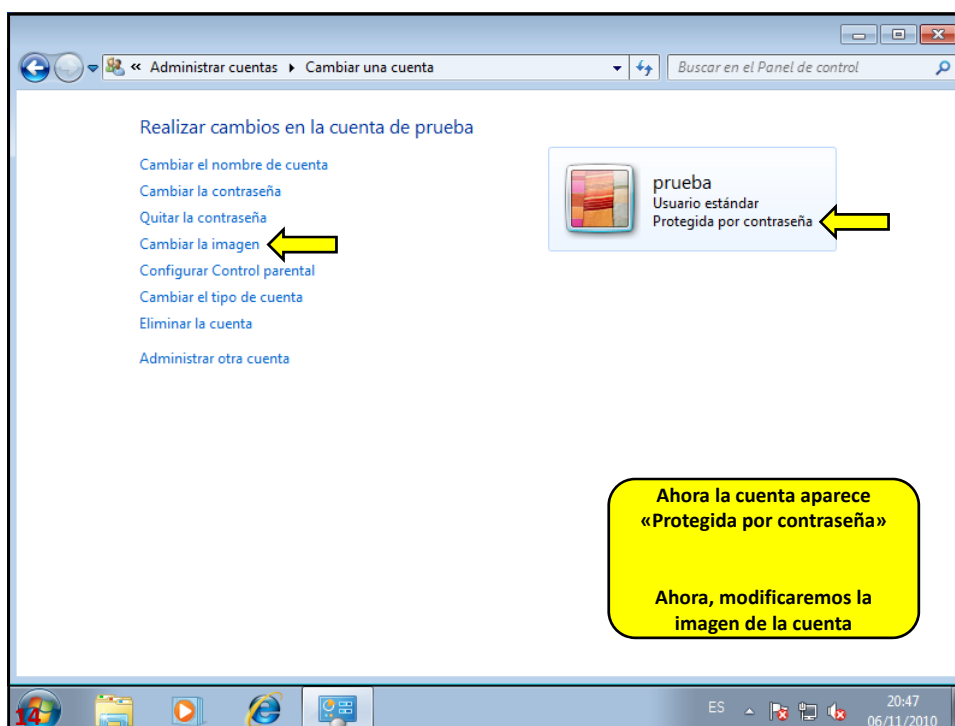 « Administrar cuentas ▸ Cambiar una cuenta
Buscar en el Panel de control
Realizar cambios en la cuenta de prueba
Cambiar el nombre de cuenta
Cambiar la contraseña
Quitar la contraseña
Cambiar la imagen
Configurar Control parental
Cambiar el tipo de cuenta
Eliminar la cuenta
Administrar otra cuenta
prueba
Usuario estándar
Protegida por contraseña
Ahora la cuenta aparece
«Protegida por contraseña»
Ahora, modificaremos la
imagen de la cuenta
14
ES
20:47
06/11/2010